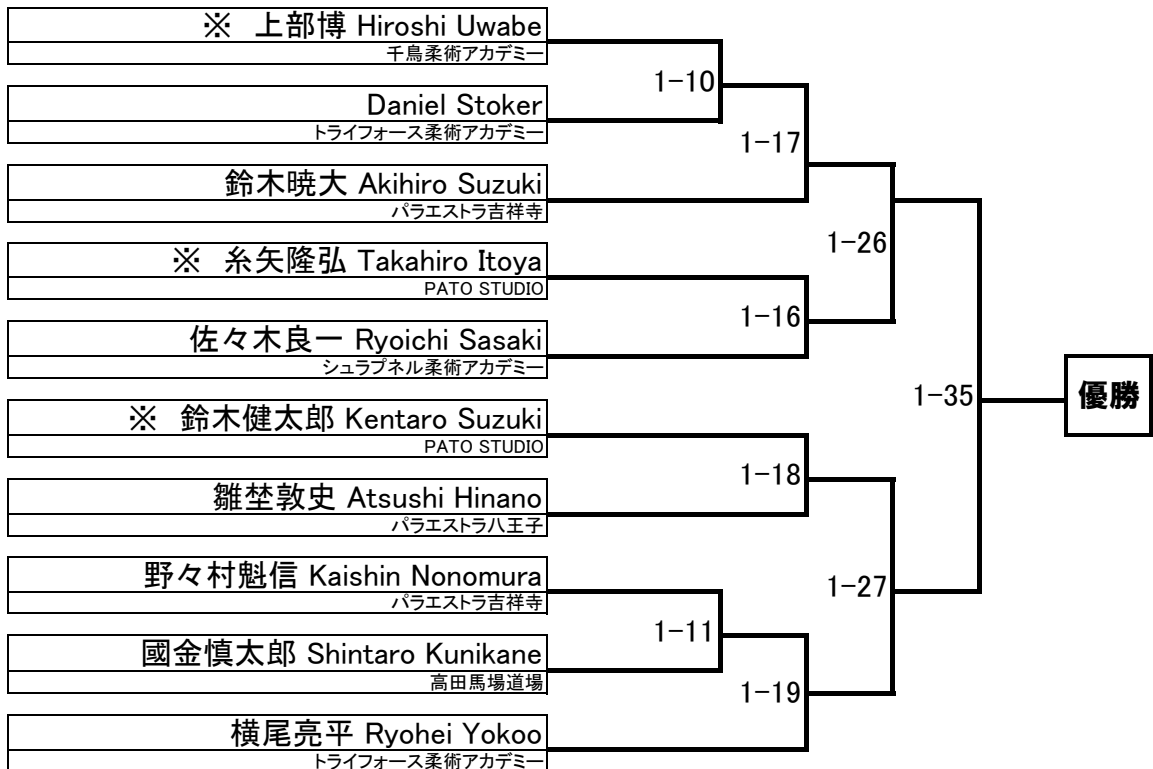 ※ 上部博 Hiroshi Uwabe
千鳥柔術アカデミー
1-10
Daniel Stoker
トライフォース柔術アカデミー
1-17
鈴木暁大 Akihiro Suzuki
パラエストラ吉祥寺
1-26
※ 糸矢隆弘 Takahiro Itoya
PATO STUDIO
1-16
佐々木良一 Ryoichi Sasaki
シュラプネル柔術アカデミー
1-35
優勝
※ 鈴木健太郎 Kentaro Suzuki
PATO STUDIO
1-18
雛埜敦史 Atsushi Hinano
パラエストラ八王子
1-27
野々村魁信 Kaishin Nonomura
パラエストラ吉祥寺
1-11
國金慎太郎 Shintaro Kunikane
高田馬場道場
1-19
横尾亮平 Ryohei Yokoo
トライフォース柔術アカデミー